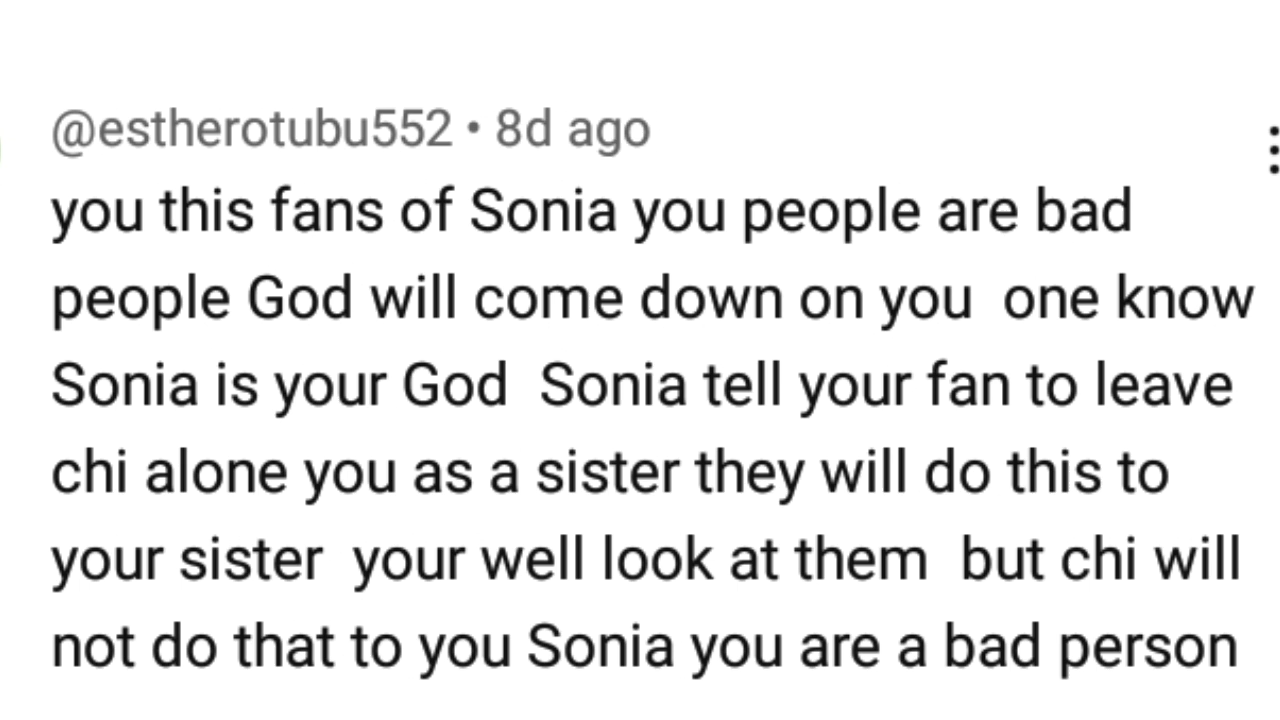 @estherotubu552 • 8d ago
you this fans of Sonia you people are bad
people God will come down on you  one know
Sonia is your God  Sonia tell your fan to leave
chi alone you as a sister they will do this to
your sister  your well look at them  but chi will
not do that to you Sonia you are a bad person